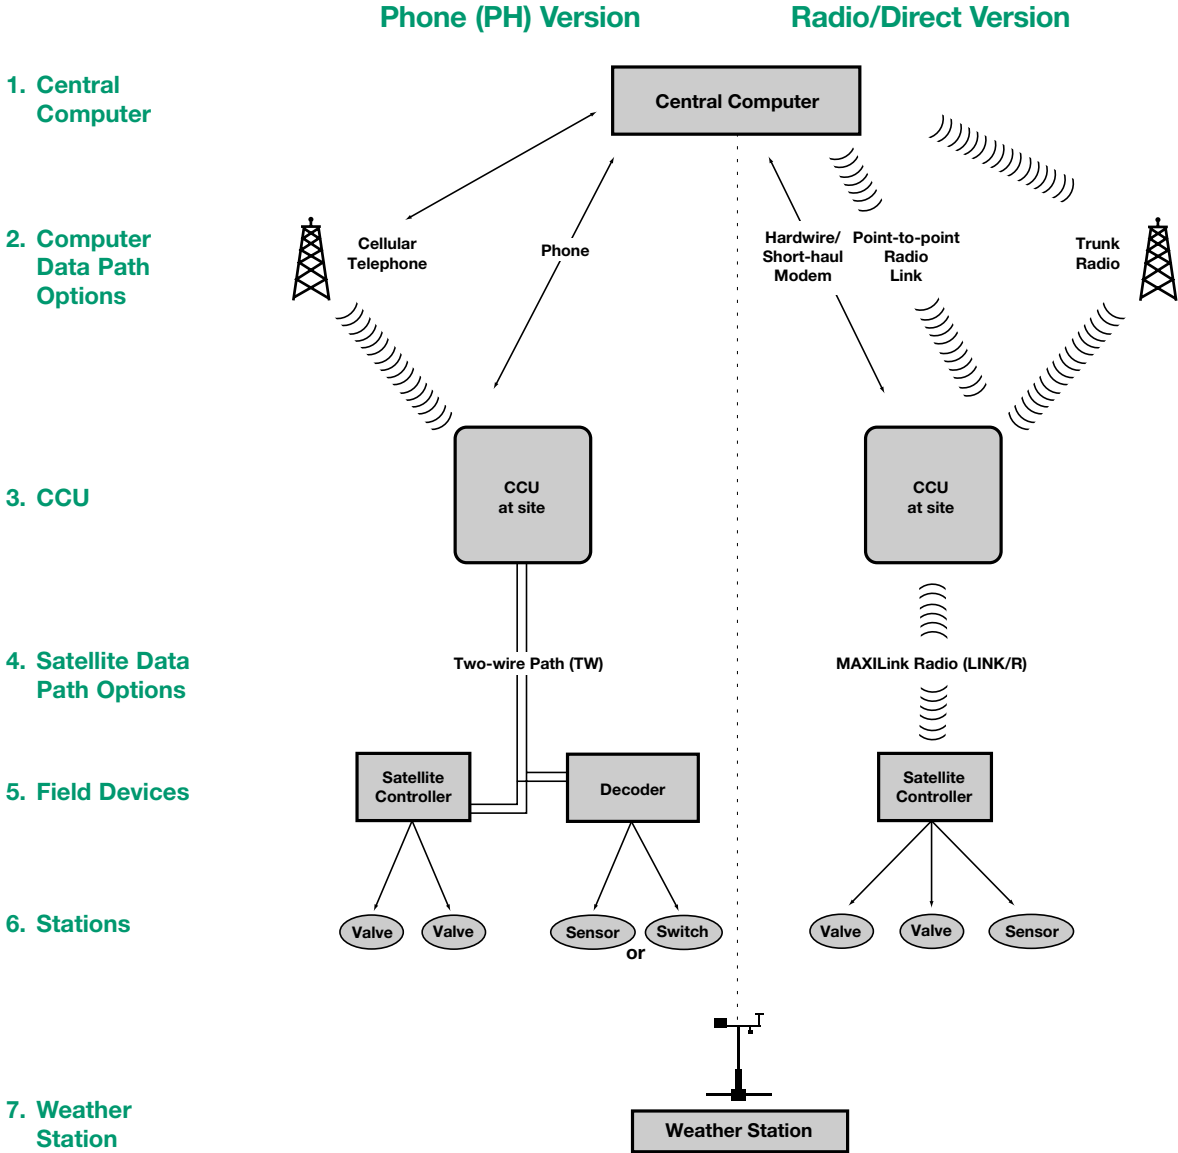 Phone (PH) Version
Radio/Direct Version
1. Central
Computer
Central Computer
2. Computer
Data Path
Options
Cellular
Telephone
Phone
Hardwire/
Short-haul
Modem
Point-to-point
Radio
Link
Trunk
Radio
3. CCU
CCU
at site
CCU
at site
4. Satellite Data
Path Options
Two-wire Path (TW)
MAXILink Radio (LINK/R)
5. Field Devices
Satellite
Controller
Decoder
Satellite
Controller
6. Stations
Valve
Valve
Sensor
or
Switch
Valve
Valve
Sensor
7. Weather
Station
Weather Station